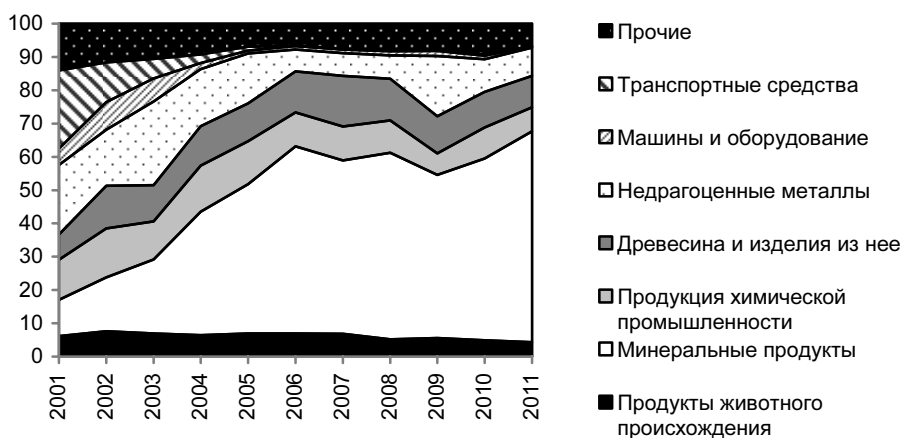 100
90
80
70
60
50
40
30
20
10
0
2001
2002
2003
2004
2005
2006
2007
2008
2009
2010
2011
Прочие
Транспортные средства
Машины и оборудование
Недрагоценные металлы
Древесина и изделия из нее
Продукция химической
промышленности
Минеральные продукты
Продукты животного
происхождения